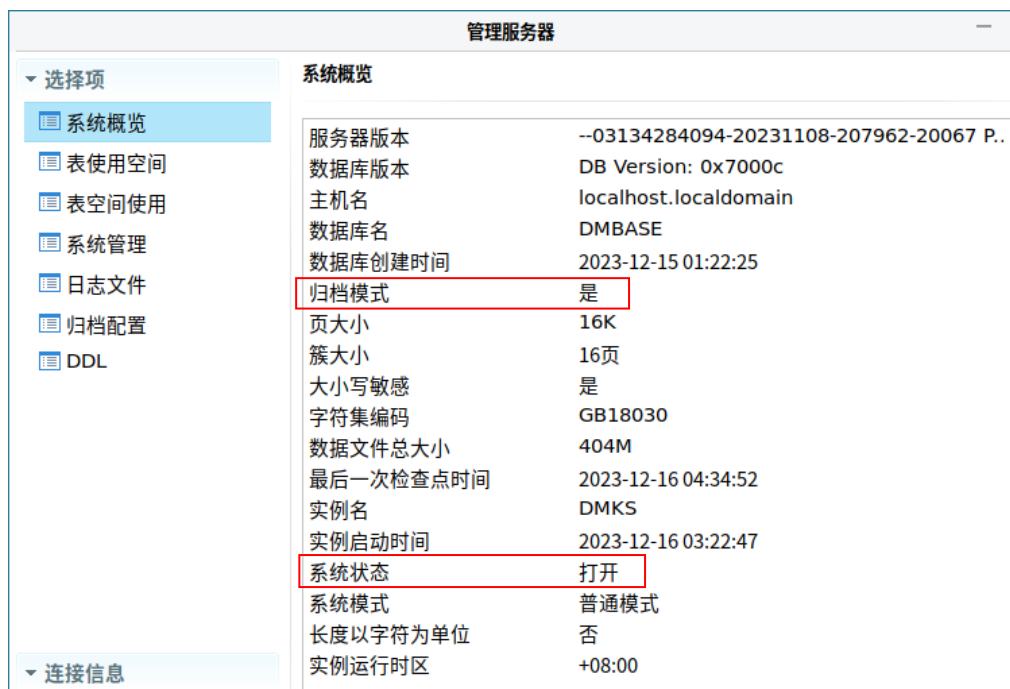 管理服务器
选择项
系统概览
表使用空间
表空间使用
系统管理
日志文件
归档配置
DDL
连接信息
系统概览
服务器版本 --03134284094-20231108-207962-20067 P..
数据库版本 DB Version: 0x7000c
主机名 localhost.localdomain
数据库名 DMBASE
数据库创建时间 2023-12-15 01:22:25
归档模式 是
页大小 16K
簇大小 16页
大小写敏感 是
字符集编码 GB18030
数据文件总大小 404M
最后一次检查点时间 2023-12-16 04:34:52
实例名 DMKS
实例启动时间 2023-12-16 03:22:47
系统状态 打开
系统模式 普通模式
长度以字符为单位 否
实例运行时区 +08:00